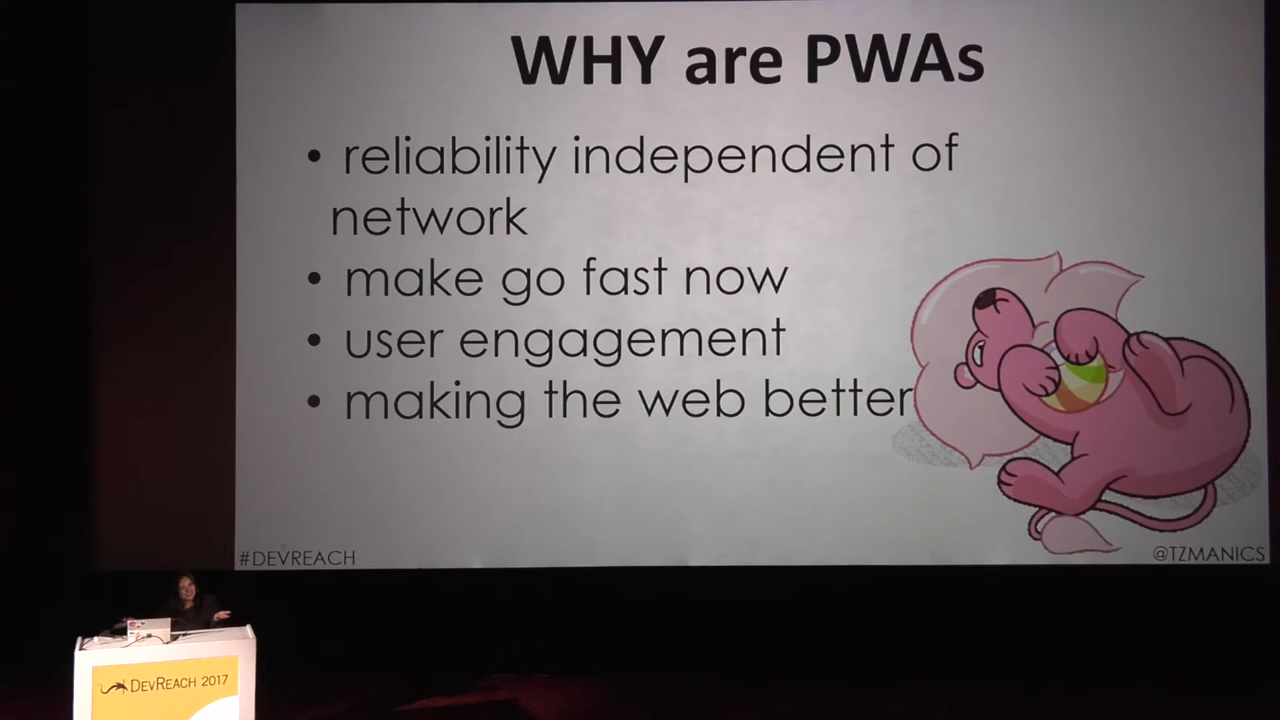 WHY are PWAs
• reliability independent of
network
• make go fast now
• user engagement
• making the web better
#DEVREACH
@TZMANICS
DEVREACH 2017